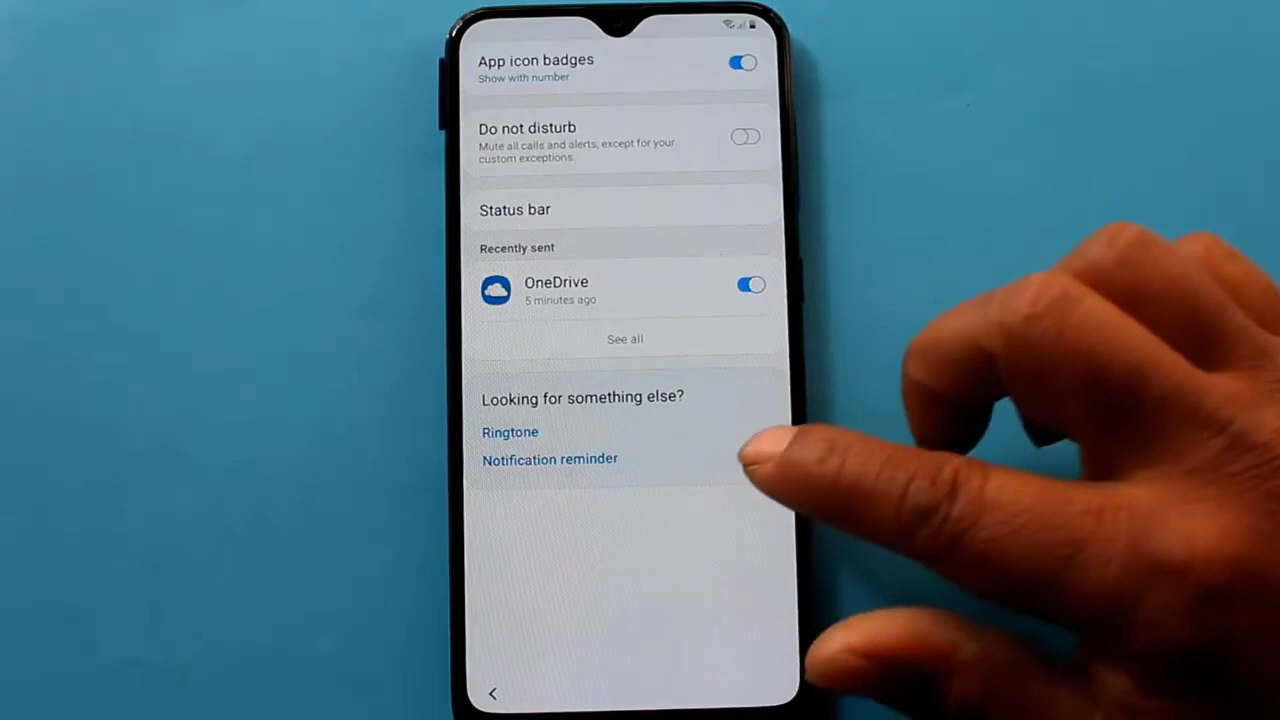 App icon badges
Show with number
Do not disturb
Mute all calls and alerts, except for your
custom exceptions.
Status bar
Recently sent
OneDrive
5 minutes ago
See all
Looking for something else?
Ringtone
Notification reminder